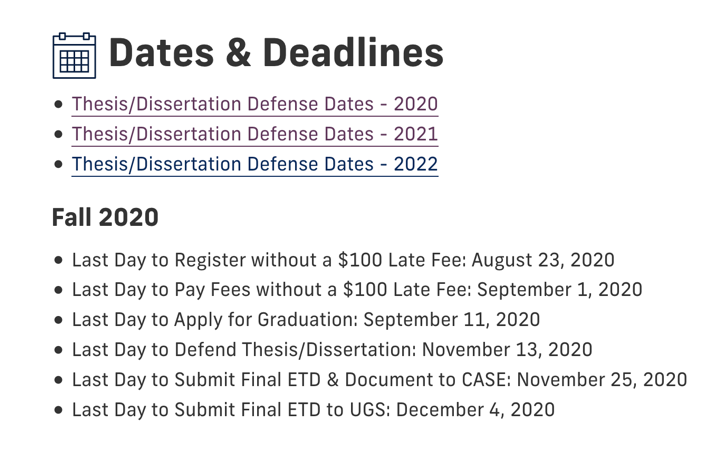 Dates & Deadlines
Thesis/Dissertation Defense Dates - 2020
Thesis/Dissertation Defense Dates - 2021
Thesis/Dissertation Defense Dates - 2022
Fall 2020
Last Day to Register without a $100 Late Fee: August 23, 2020
Last Day to Pay Fees without a $100 Late Fee: September 1, 2020
Last Day to Apply for Graduation: September 11, 2020
Last Day to Defend Thesis/Dissertation: November 13, 2020
Last Day to Submit Final ETD & Document to CASE: November 25, 2020
Last Day to Submit Final ETD to UGS: December 4, 2020